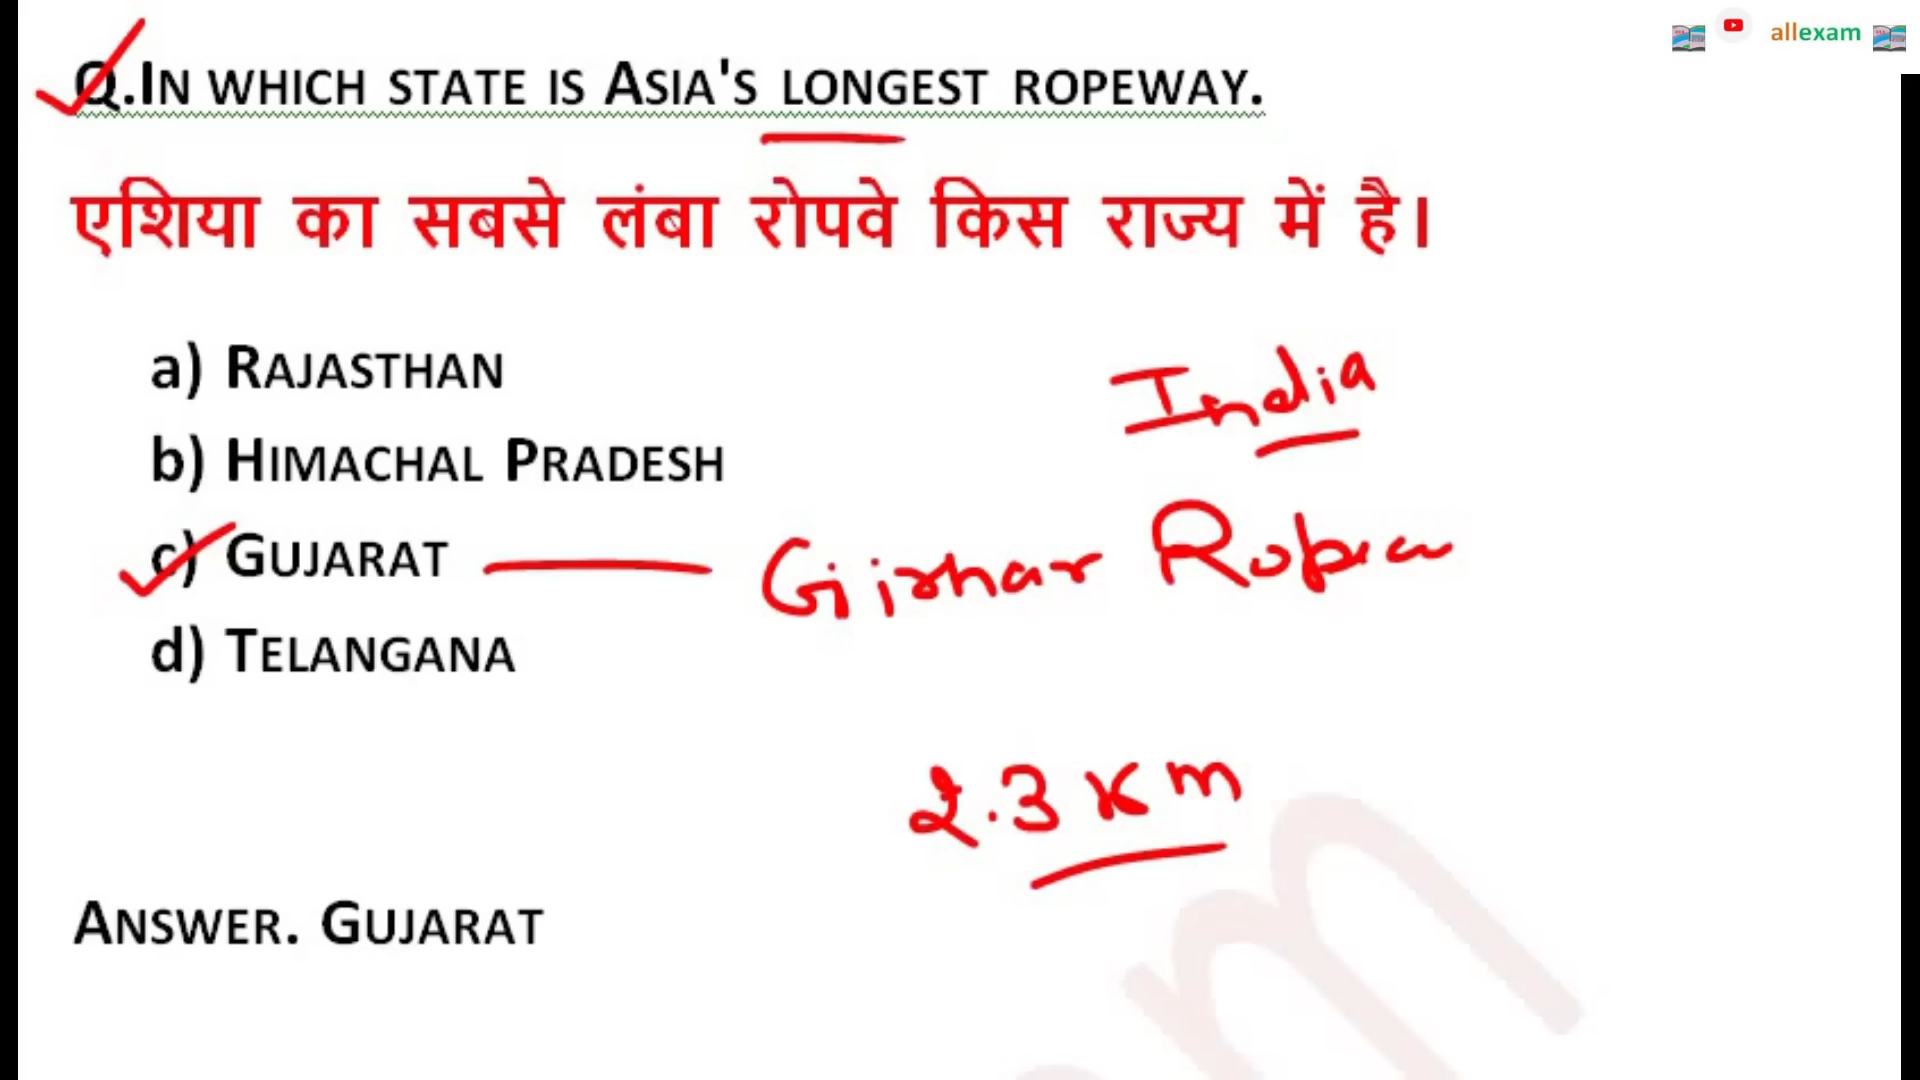 allexam
Q.In which state is Asia's longest ropeway.
एशिया का सबसे लंबा रोपवे किस राज्य में है।
a) Rajasthan
India
b) Himachal Pradesh
c) Gujarat Girnar
d) Telangana
2.3 Km
Answer. Gujarat